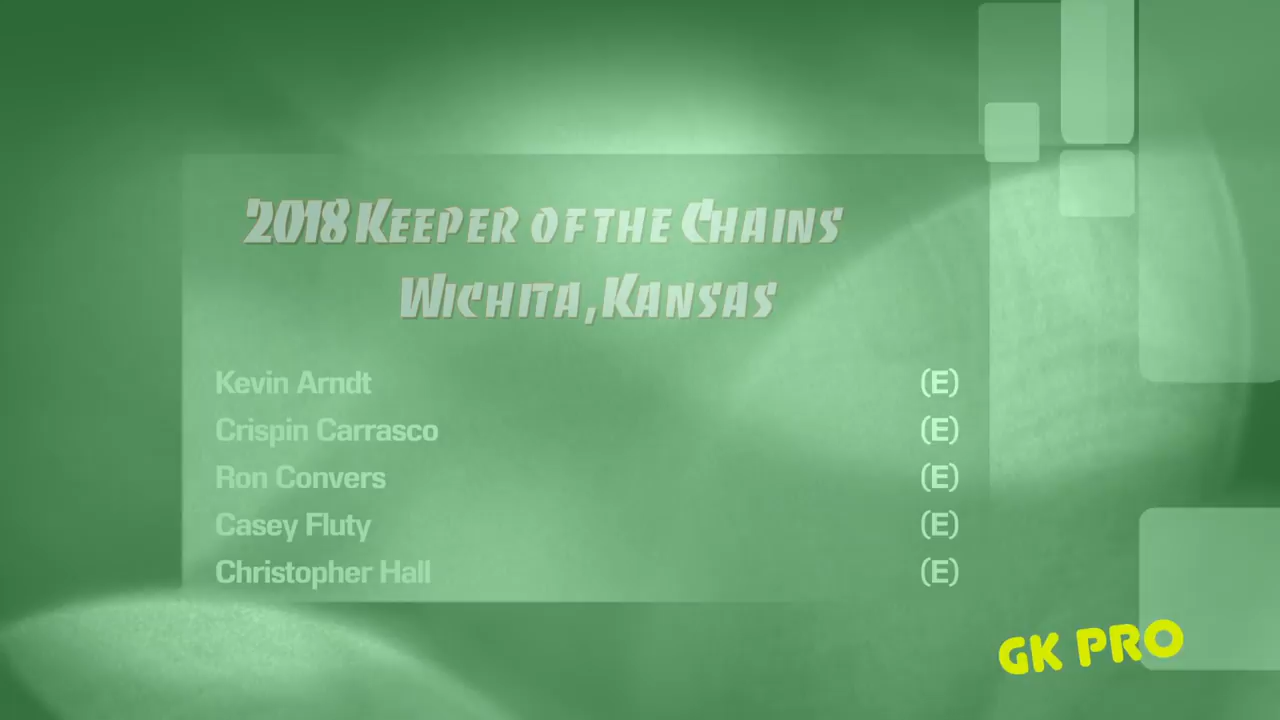 2018 Keeper of the Chains
Wichita, Kansas
Kevin Arndt (E)
Crispin Carrasco (E)
Ron Convers (E)
Casey Fluty (E)
Christopher Hall (E)
GK PRO